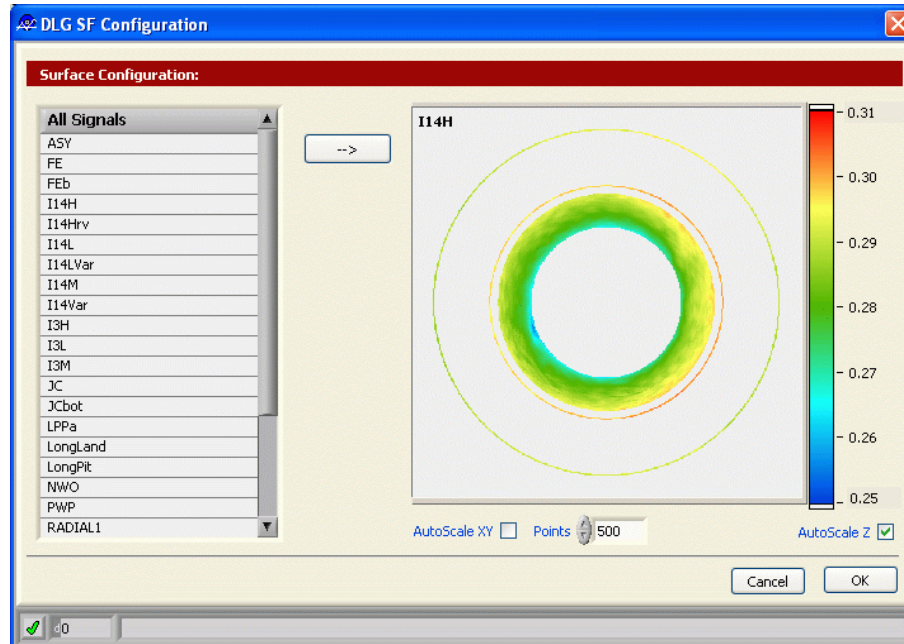 DLG SF Configuration
Surface Configuration:
All Signals
ASY
FE
FEb
I14H
I14Hrv
I14L
I14LVar
I14M
I14Var
I3H
I3L
I3M
JC
JCbot
LPPa
LongLand
LongPit
NWO
PWP
RADIAL1
-->
I14H
0.31
0.30
0.29
0.28
0.27
0.26
0.25
AutoScale XY
Points
500
AutoScale Z
Cancel
OK
d0